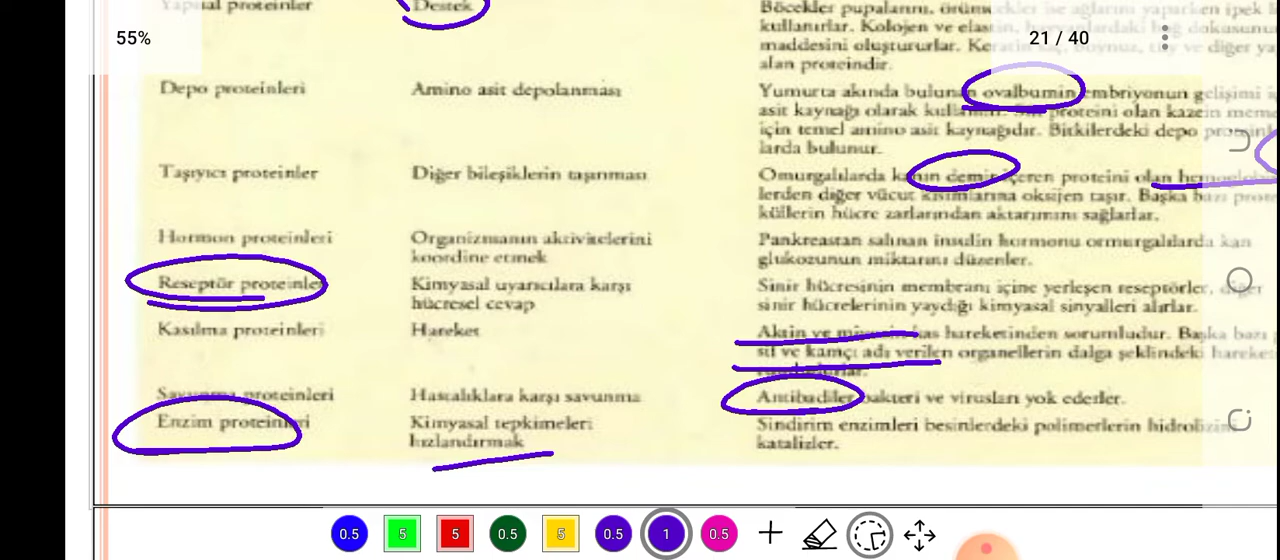 Yapısal proteinler Destek Böcekler pupalarını, örümcekler ise ağlarını yaparken ipek
kullanırlar. Kolojen ve elastin, bağ dokusunu
55% 21 / 40
maddesini oluştururlar. Keratin ve diğer
alan proteindir.
Depo proteinleri Amino asit depolanması Yumurta akında bulunan ovalbumin embriyonun gelişimi
asit kaynağı olarak proteini olan kazein
için temel amino asit kaynağıdır. Bitkilerdeki depo
larda bulunur.
Taşıyıcı proteinler Diğer bileşiklerin taşınması Omurgalılarda kanın demir içeren proteini olan
lerden diğer vücut kısımlarına oksijen taşır. Başka bazı
küllerin hücre zarlarından aktarımını sağlarlar.
Hormon proteinleri Organizmanın aktivitelerini Pankreastan salınan insulin hormonu omurgalılarda kan
koordine etmek glukozunun miktarını düzenler.
Reseptör proteinler Kimyasal uyarıcılara karşı Sinir hücresinin membranı içine yerleşen reseptörler, diğer
hücresel cevap sinir hücrelerinin yaydığı kimyasal sinyalleri alırlar.
Kasılma proteinleri Hareket Aktin ve miyozin kas hareketinden sorumludur. Başka bazı
sil ve kamçı adı verilen organellerin dalga şeklindeki
Savunma proteinleri Hastalıklara karşı savunma Antibadiler bakteri ve virusları yok ederler.
Enzim proteinleri Kimyasal tepkimeleri Sindirim enzimleri besinlerdeki polimerlerin
hızlandırmak katalizler.
0.5 5 5 0.5 5 0.5 1 0.5